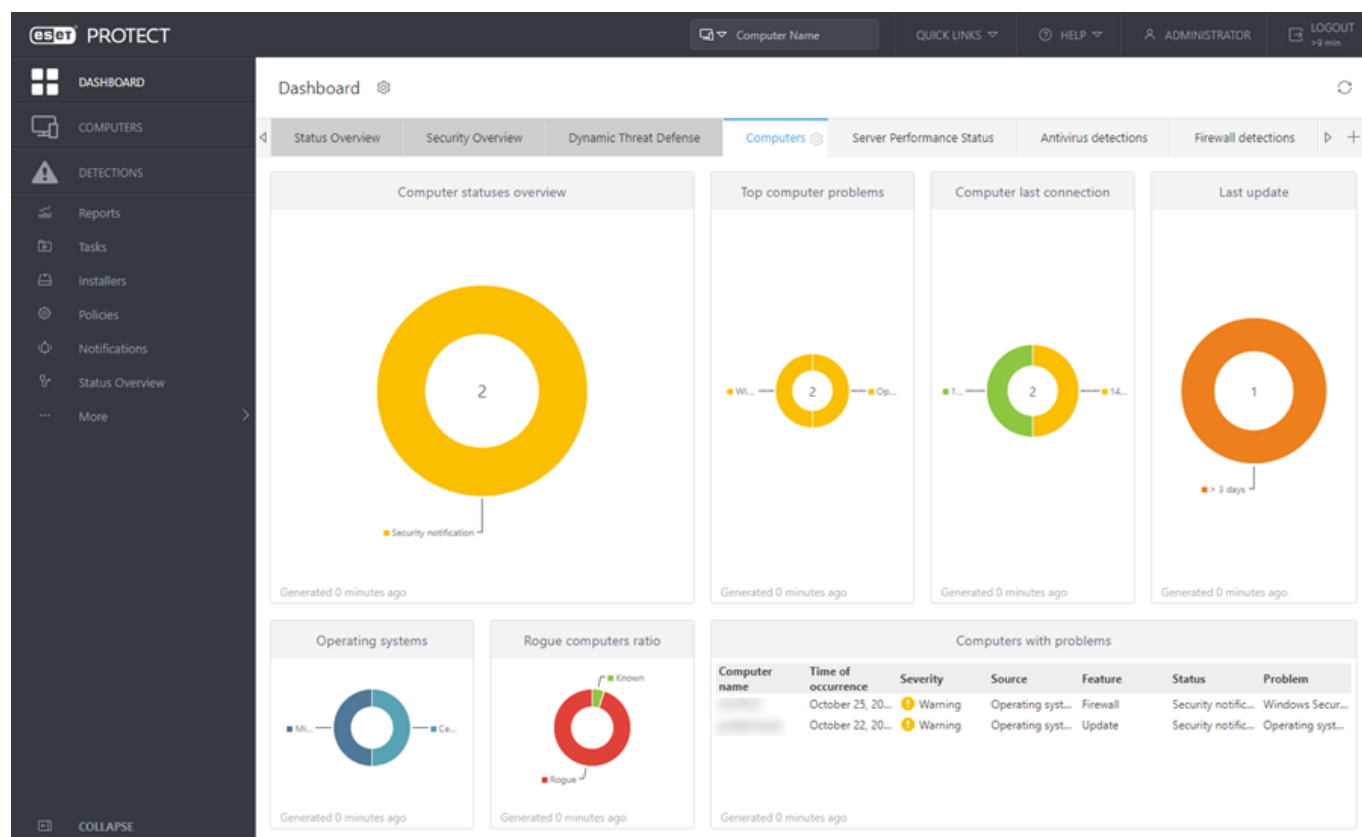 eset PROTECT
Computer Name
QUICK LINKS
HELP
ADMINISTRATOR
LOGOUT
>9 min
DASHBOARD
COMPUTERS
DETECTIONS
Reports
Tasks
Installers
Policies
Notifications
Status Overview
More
COLLAPSE
Dashboard
Status Overview
Security Overview
Dynamic Threat Defense
Computers
Server Performance Status
Antivirus detections
Firewall detections
Computer statuses overview
2
Security notification
Generated 0 minutes ago
Top computer problems
Wi...
2
Op...
Generated 0 minutes ago
Computer last connection
1...
2
14...
Generated 0 minutes ago
Last update
1
> 3 days
Generated 0 minutes ago
Operating systems
Mi...
Ce...
Generated 0 minutes ago
Rogue computers ratio
Known
Rogue
Generated 0 minutes ago
Computers with problems
Computer name Time of occurrence Severity Source Feature Status Problem
October 25, 20... Warning Operating syst... Firewall Security notific... Windows Secur...
October 22, 20... Warning Operating syst... Update Security notific... Operating syst...
Generated 0 minutes ago